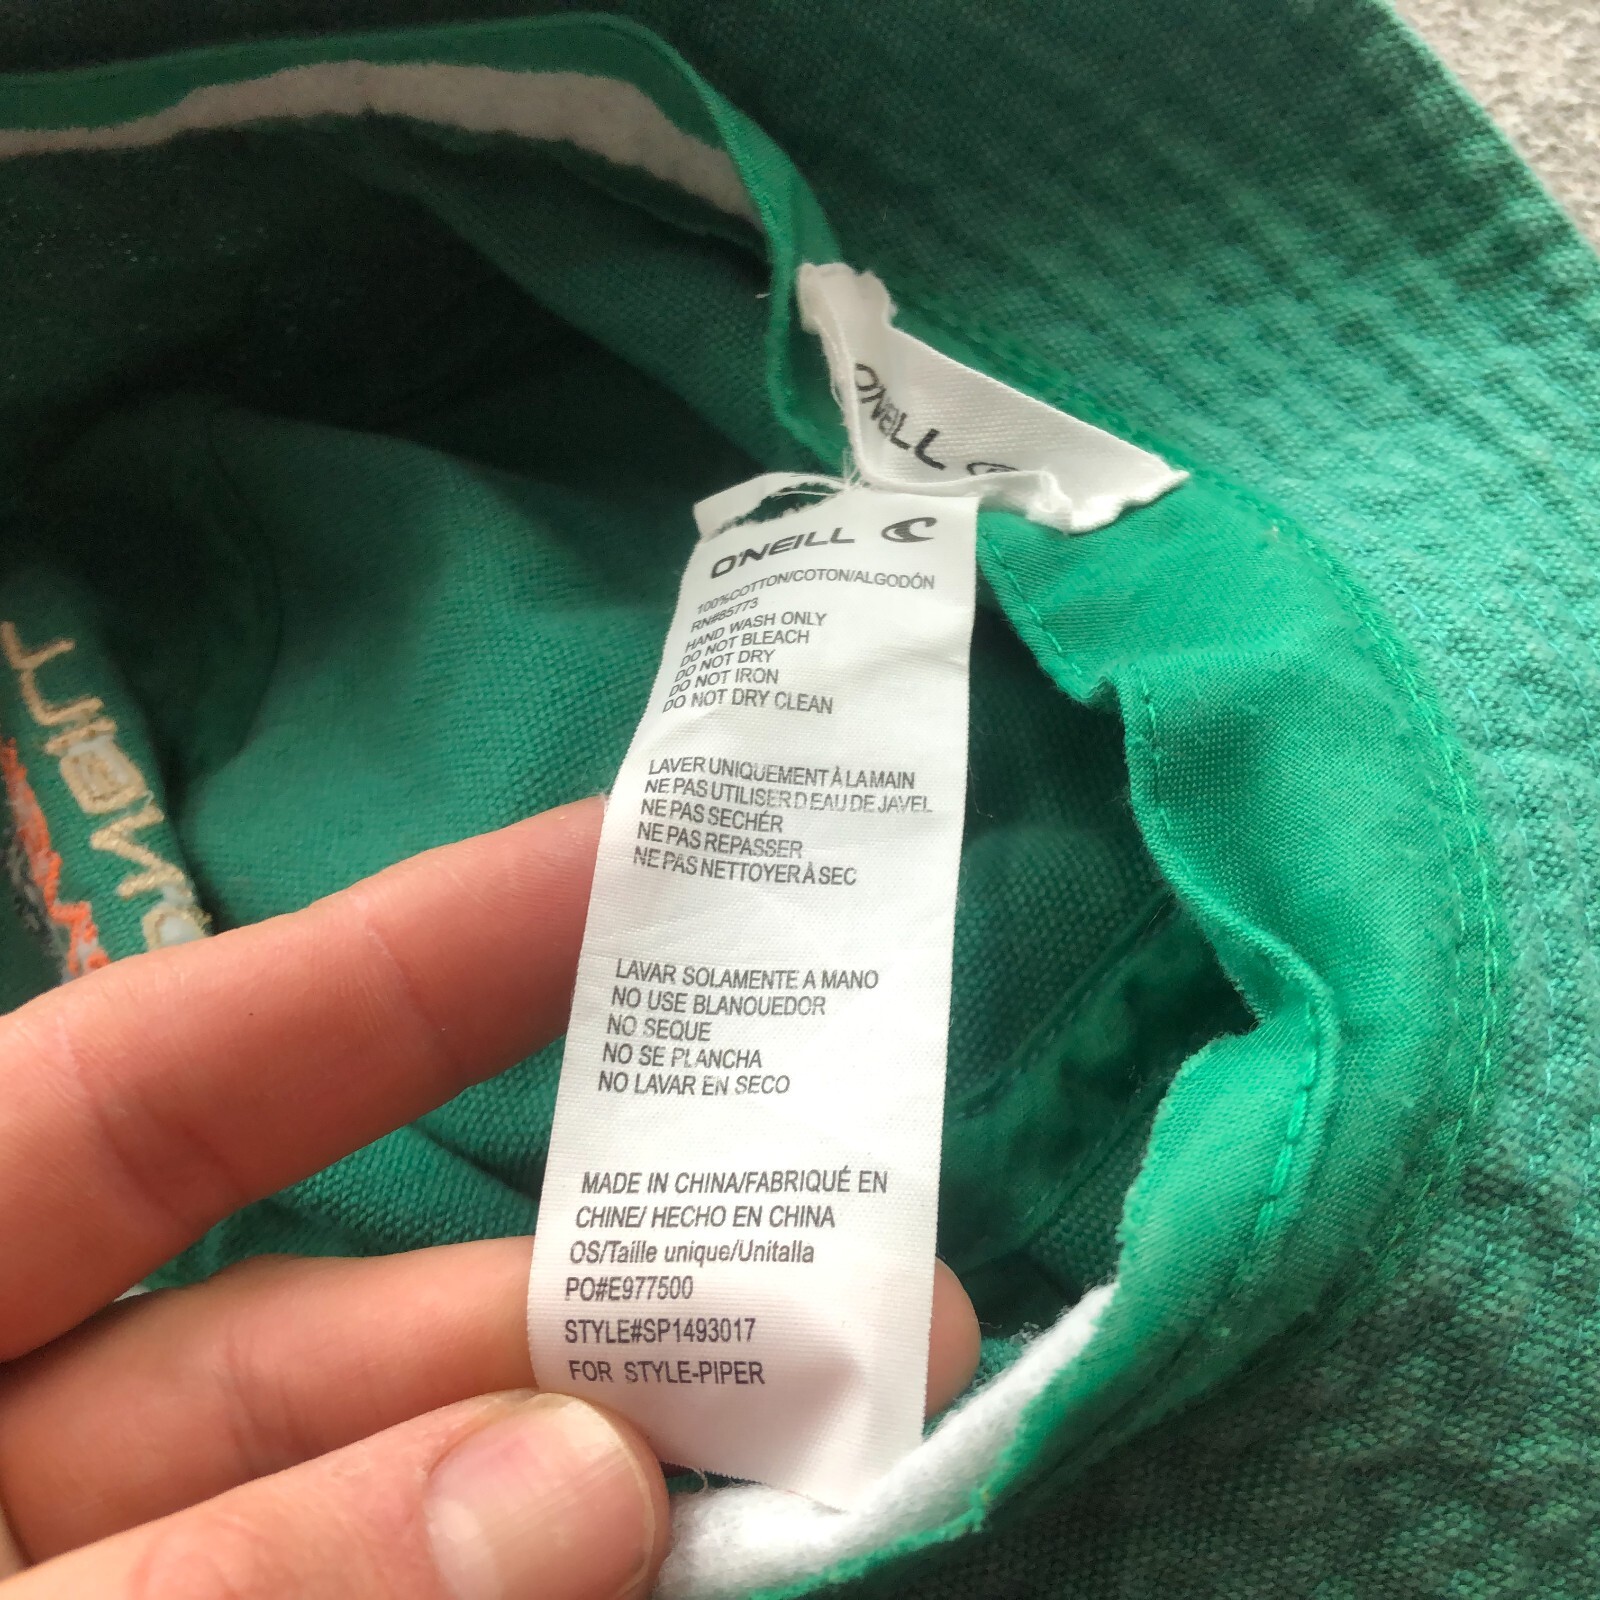 O'NEILL
O'NEILL
100%COTTON/COTON/ALGODÓN
RN#85773
HAND WASH ONLY
DO NOT BLEACH
DO NOT DRY
DO NOT IRON
DO NOT DRY CLEAN
LAVER UNIQUEMENT À LA MAIN
NE PAS UTILISER D EAU DE JAVEL
NE PAS SECHÉR
NE PAS REPASSER
NE PAS NETTOYER À SEC
LAVAR SOLAMENTE A MANO
NO USE BLANQUEDOR
NO SEQUE
NO SE PLANCHA
NO LAVAR EN SECO
MADE IN CHINA/FABRIQUÉ EN
CHINE/ HECHO EN CHINA
OS/Taille unique/Unitalla
PO#E977500
STYLE#SP1493017
FOR STYLE-PIPER